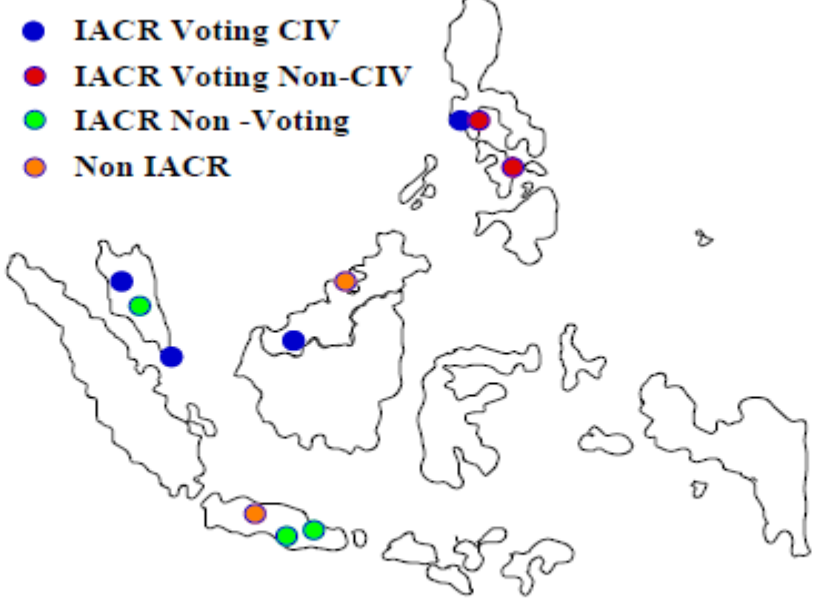 IACR Voting CIV
IACR Voting Non-CIV
IACR Non -Voting
Non IACR